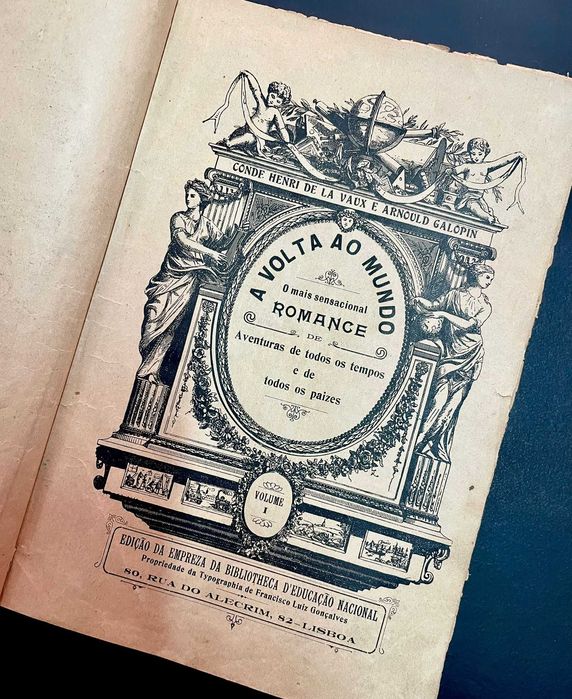 CONDE HENRI DE LA VAUX E ARNOULD GALOPIN
A VOLTA AO MUNDO
O mais sensacional
ROMANCE
DE
Aventuras de todos os tempos
e de
todos os paizes
VOLUME
I
EDIÇÃO DA EMPREZA DA BIBLIOTHECA D'EDUCAÇÃO NACIONAL
Propriedade da Typographia de Francisco Luiz Gonçalves
80, RUA DO ALECRIM, 82—LISBOA